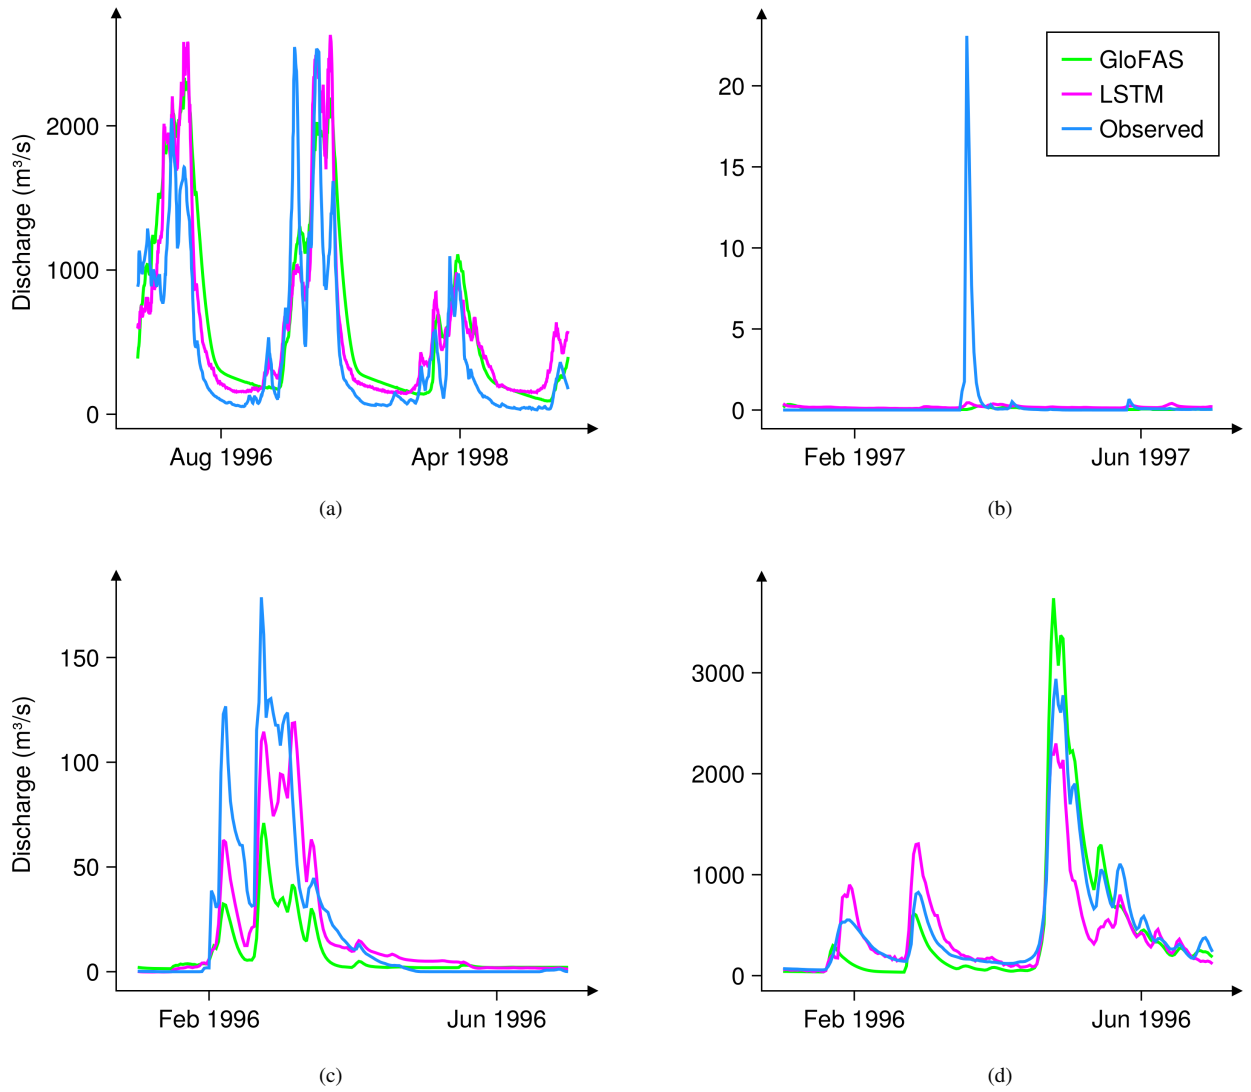 Discharge (m³/s)
2000
1000
0
Aug 1996
Apr 1998
(a)
20
15
10
5
0
Feb 1997
Jun 1997
GloFAS
LSTM
Observed
(b)
Discharge (m³/s)
150
100
50
0
Feb 1996
Jun 1996
(c)
3000
2000
1000
0
Feb 1996
Jun 1996
(d)